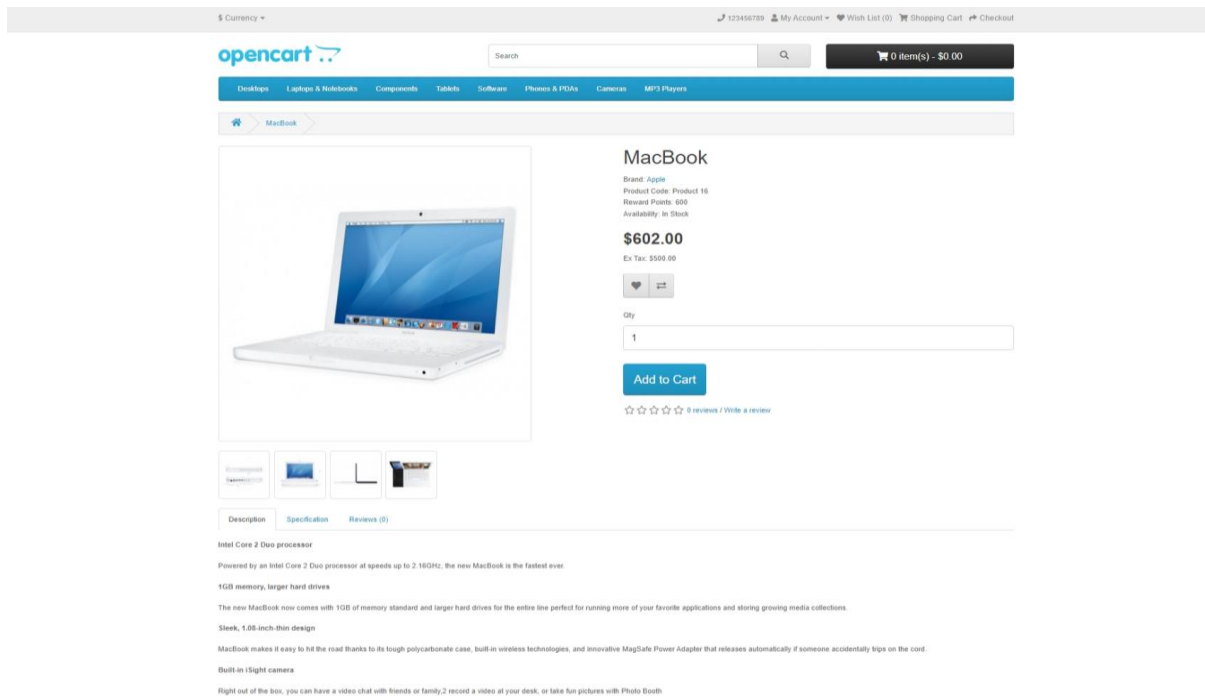 $ Currency
123456789 My Account Wish List (0) Shopping Cart Checkout
opencart
Search
0 item(s) - $0.00
Desktops Laptops & Notebooks Components Tablets Software Phones & PDAs Cameras MP3 Players
MacBook
MacBook
Brand: Apple
Product Code: Product 16
Reward Points: 600
Availability: In Stock
$602.00
Ex Tax: $500.00
Qty
1
Add to Cart
0 reviews / Write a review
Description Specification Reviews (0)
Intel Core 2 Duo processor
Powered by an Intel Core 2 Duo processor at speeds up to 2.16GHz, the new MacBook is the fastest ever.
1GB memory, larger hard drives
The new MacBook now comes with 1GB of memory standard and larger hard drives for the entire line perfect for running more of your favorite applications and storing growing media collections.
Sleek, 1.08-inch-thin design
MacBook makes it easy to hit the road thanks to its tough polycarbonate case, built-in wireless technologies, and innovative MagSafe Power Adapter that releases automatically if someone accidentally trips on the cord.
Built-in iSight camera
Right out of the box, you can have a video chat with friends or family,2 record a video at your desk, or take fun pictures with Photo Booth